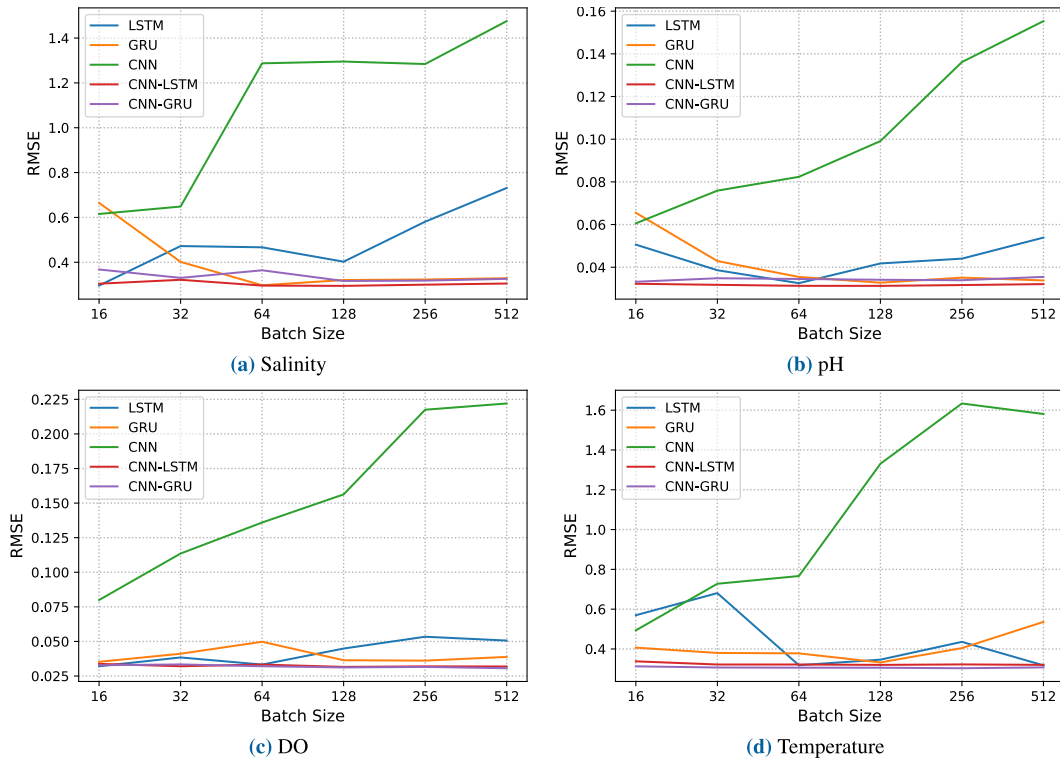 LSTM
GRU
CNN
CNN-LSTM
CNN-GRU
1.4
1.2
1.0
0.8
0.6
0.4
RMSE
16 32 64 128 256 512
Batch Size
(a) Salinity
LSTM
GRU
CNN
CNN-LSTM
CNN-GRU
0.16
0.14
0.12
0.10
0.08
0.06
0.04
RMSE
16 32 64 128 256 512
Batch Size
(b) pH
LSTM
GRU
CNN
CNN-LSTM
CNN-GRU
0.225
0.200
0.175
0.150
0.125
0.100
0.075
0.050
0.025
RMSE
16 32 64 128 256 512
Batch Size
(c) DO
LSTM
GRU
CNN
CNN-LSTM
CNN-GRU
1.6
1.4
1.2
1.0
0.8
0.6
0.4
RMSE
16 32 64 128 256 512
Batch Size
(d) Temperature